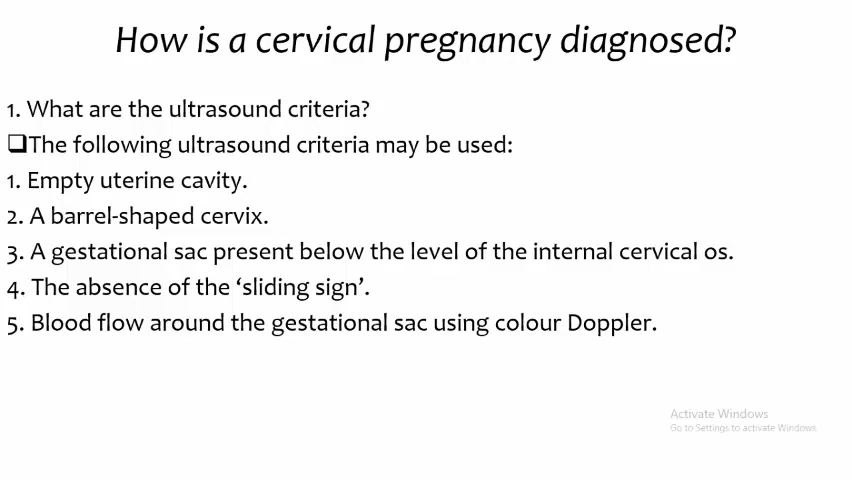 How is a cervical pregnancy diagnosed?
1. What are the ultrasound criteria?
❑The following ultrasound criteria may be used:
1. Empty uterine cavity.
2. A barrel-shaped cervix.
3. A gestational sac present below the level of the internal cervical os.
4. The absence of the ‘sliding sign’.
5. Blood flow around the gestational sac using colour Doppler.
Activate Windows
Go to Settings to activate Windows.